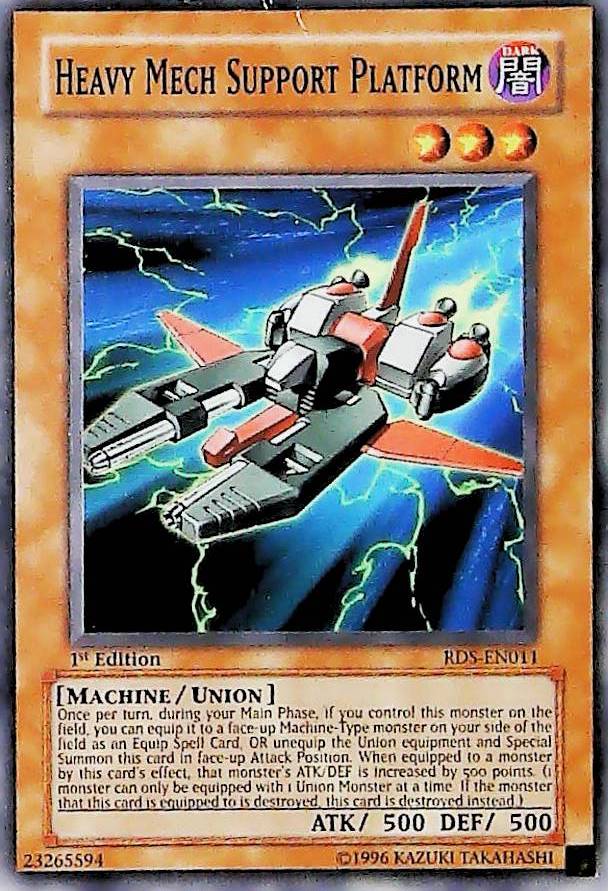 HEAVY MECH SUPPORT PLATFORM
DARK
闇
1st Edition
RDS-EN011
[MACHINE / UNION]
Once per turn, during your Main Phase, if you control this monster on the
field, you can equip it to a face-up Machine-Type monster on your side of the
field as an Equip Spell Card, OR unequip the Union equipment and Special
Summon this card in face-up Attack Position. When equipped to a monster
by this card's effect, that monster's ATK/DEF is increased by 500 points. (1
monster can only be equipped with 1 Union Monster at a time. If the monster
that this card is equipped to is destroyed, this card is destroyed instead.)
ATK/ 500 DEF/ 500
23265594
©1996 KAZUKI TAKAHASHI